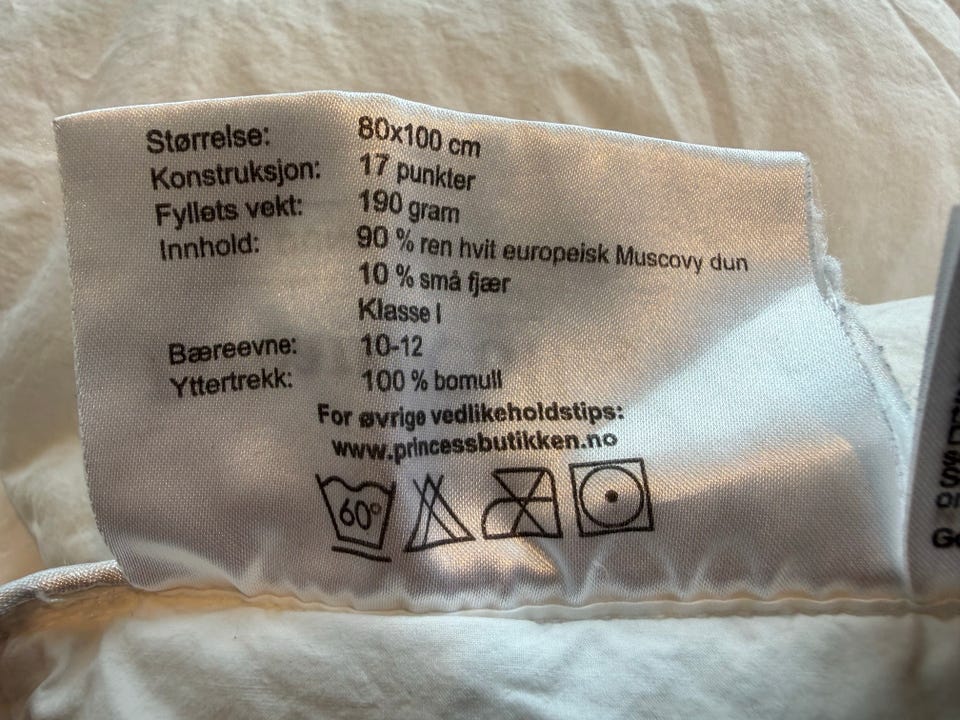 Størrelse: 80x100 cm
Konstruksjon: 17 punkter
Fyllets vekt: 190 gram
Innhold: 90 % ren hvit europeisk Muscovy dun
10 % små fjær
Klasse I
Bæreevne: 10-12
Yttertrekk: 100 % bomull
For øvrige vedlikeholdstips:
www.princessbutikken.no
60°